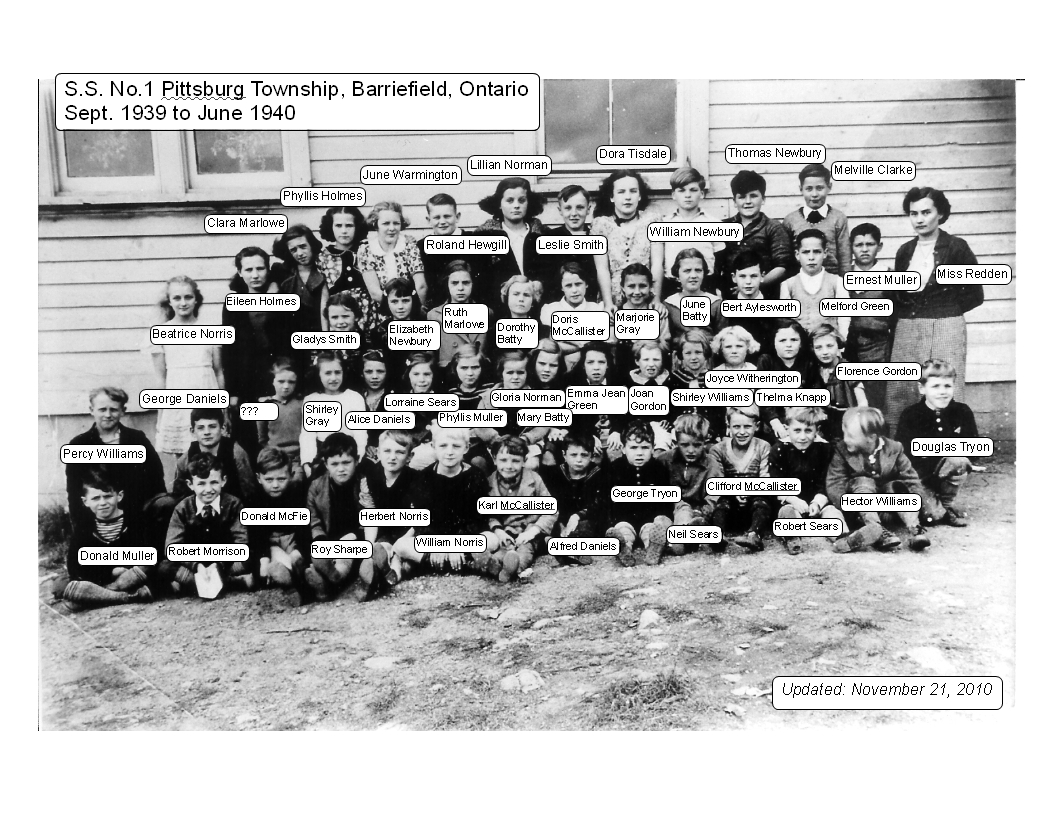 S.S. No.1 Pittsburg Township, Barriefield, Ontario
Sept. 1939 to June 1940
Dora Tisdale
Thomas Newbury
Lillian Norman
Melville Clarke
June Warmington
Phyllis Holmes
Clara Marlowe
William Newbury
Roland Hewgill
Leslie Smith
Miss Redden
Ernest Muller
Eileen Holmes
June
Batty
Bert Aylesworth
Melford Green
Ruth
Marlowe
Doris
McCallister
Marjorie
Gray
Beatrice Norris
Gladys Smith
Elizabeth
Newbury
Dorothy
Batty
Florence Gordon
Joyce Witherington
George Daniels
???
Shirley
Gray
Alice Daniels
Lorraine Sears
Phyllis Muller
Gloria Norman
Mary Batty
Emma Jean
Green
Joan
Gordon
Shirley Williams
Thelma Knapp
Percy Williams
Douglas Tryon
Clifford McCallister
George Tryon
Hector Williams
Karl McCallister
Donald McFie
Herbert Norris
Robert Sears
Neil Sears
William Norris
Alfred Daniels
Roy Sharpe
Robert Morrison
Donald Muller
Updated: November 21, 2010